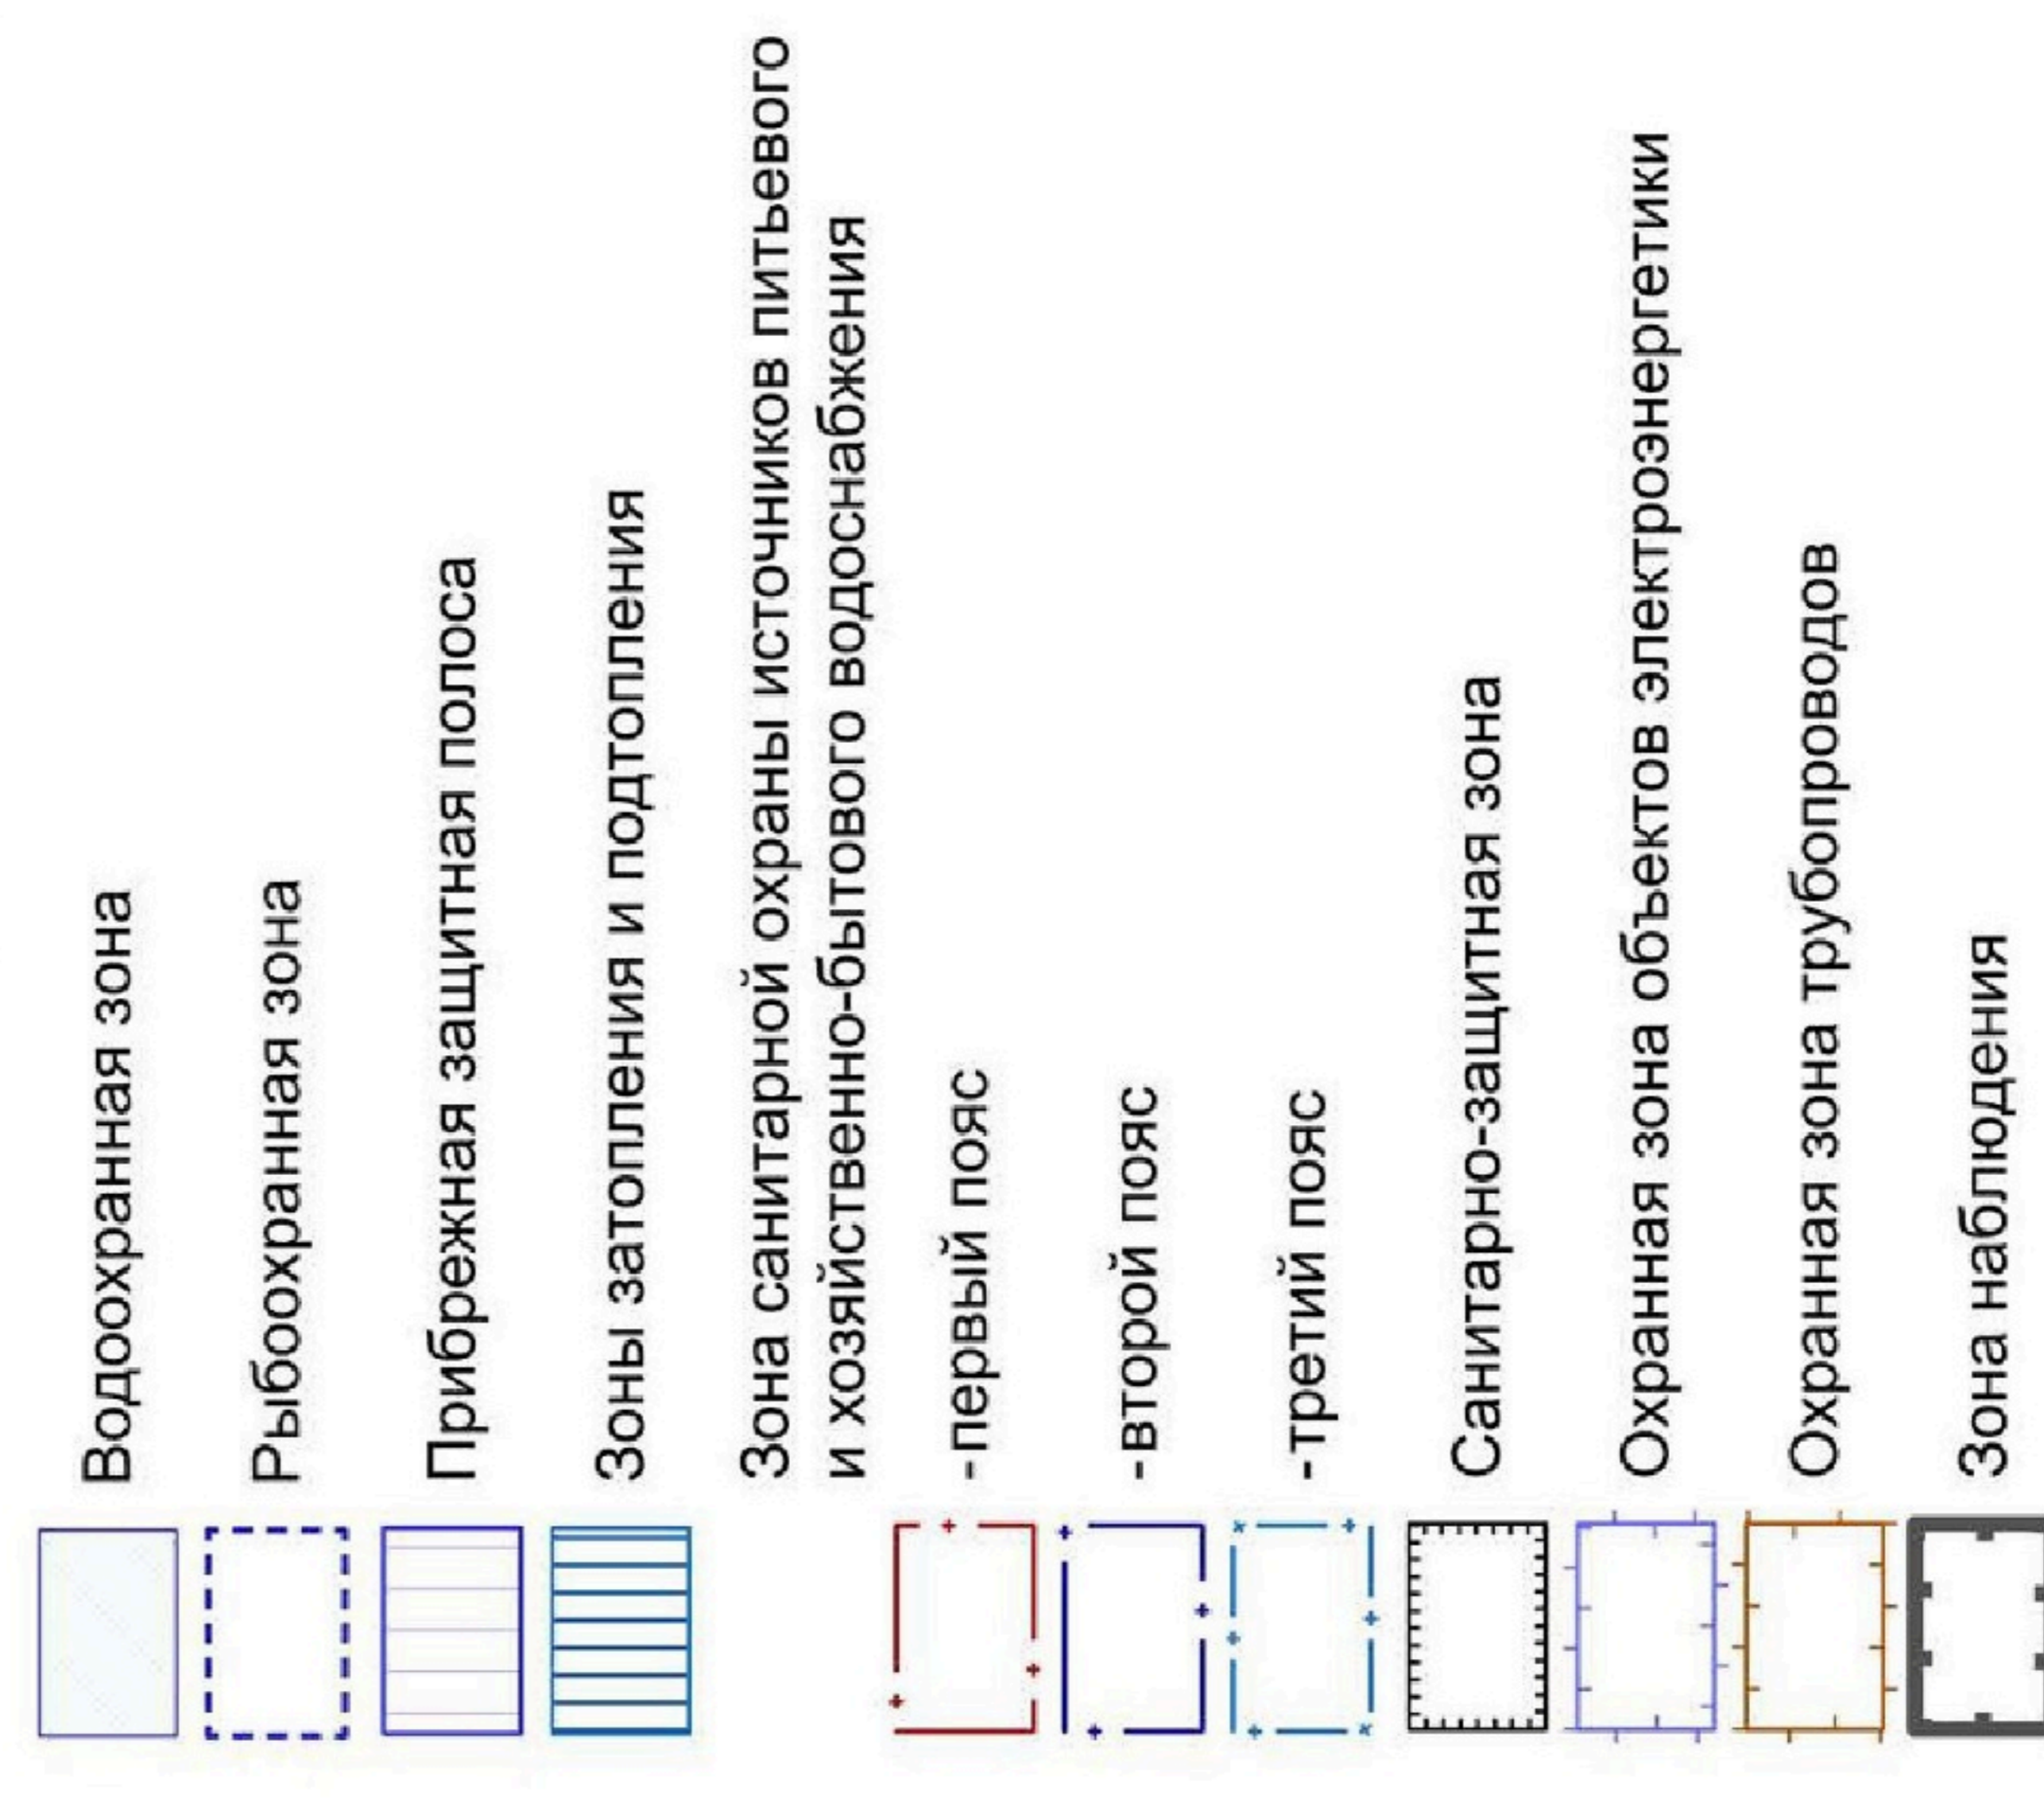 Водоохранная зона
Рыбоохранная зона
Прибрежная защитная полоса
Зоны затопления и подтопления
Зона санитарной охраны источников питьевого
и хозяйственно-бытового водоснабжения
-первый пояс
-второй пояс
-третий пояс
Санитарно-защитная зона
Охранная зона объектов электроэнергетики
Охранная зона трубопроводов
Зона наблюдения